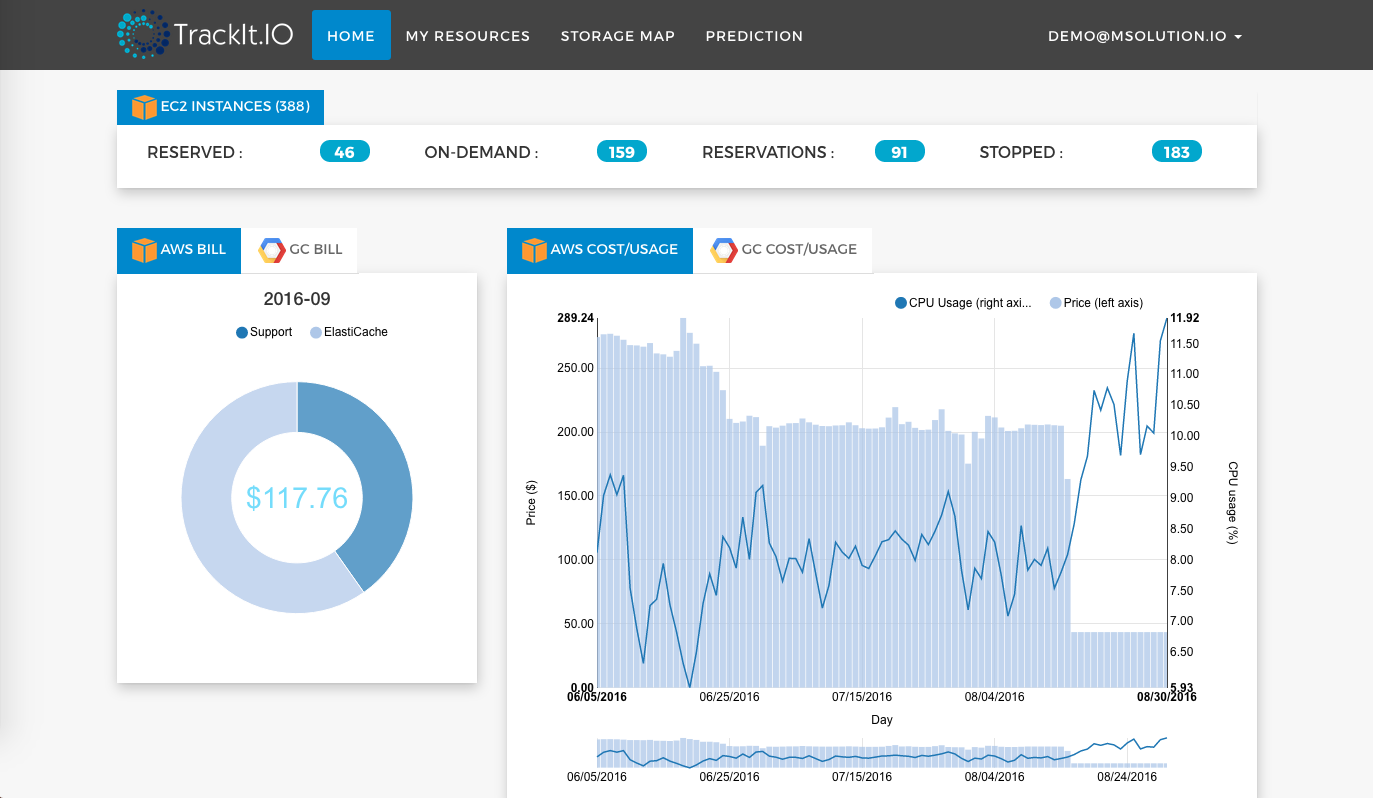 TrackIt.IO HOME MY RESOURCES STORAGE MAP PREDICTION DEMO@MSOLUTION.IO
EC2 INSTANCES (388)
RESERVED : 46 ON-DEMAND : 159 RESERVATIONS : 91 STOPPED : 183
AWS BILL GC BILL
2016-09
Support ElastiCache
$117.76
AWS COST/USAGE GC COST/USAGE
CPU Usage (right axi... Price (left axis)
289.24
250.00
200.00
150.00
100.00
50.00
0.00
Price ($)
11.92
11.50
11.00
10.50
10.00
9.50
9.00
8.50
8.00
7.50
7.00
6.50
5.93
CPU usage (%)
06/05/2016 06/25/2016 07/15/2016 08/04/2016 08/30/2016
Day
06/05/2016 06/25/2016 07/15/2016 08/04/2016 08/24/2016